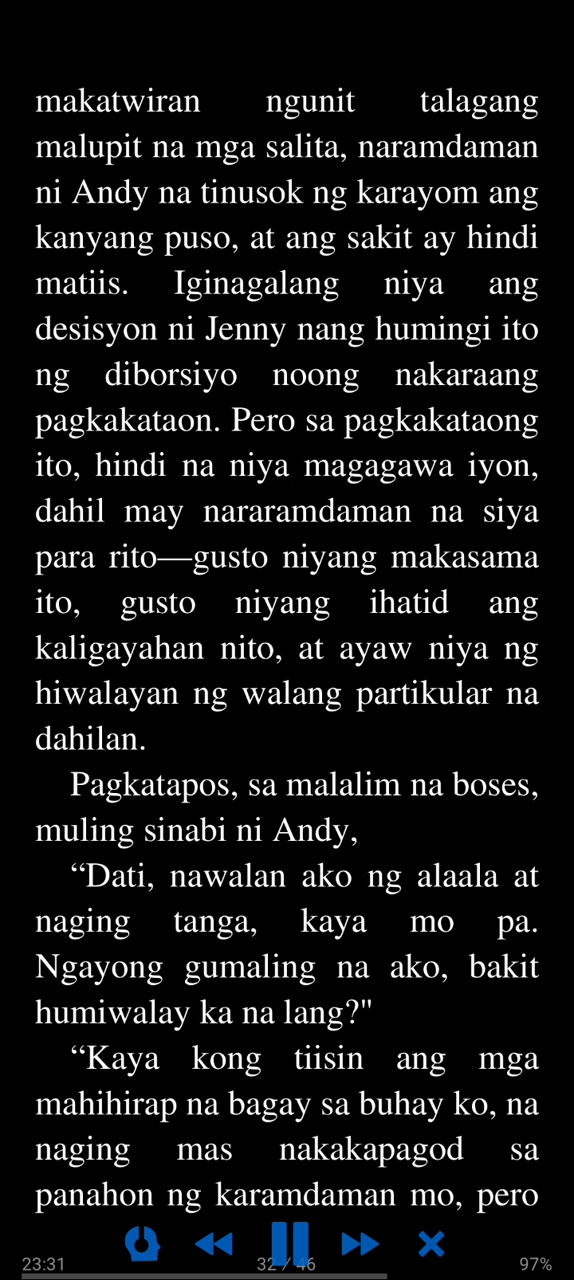 makatwiran ngunit talagang
malupit na mga salita, naramdaman
ni Andy na tinusok ng karayom ang
kanyang puso, at ang sakit ay hindi
matiis. Iginagalang niya ang
desisyon ni Jenny nang humingi ito
ng diborsiyo noong nakaraang
pagkakataon. Pero sa pagkakataong
ito, hindi na niya magagawa iyon,
dahil may nararamdaman na siya
para rito—gusto niyang makasama
ito, gusto niyang ihatid ang
kaligayahan nito, at ayaw niya ng
hiwalayan ng walang partikular na
dahilan.
Pagkatapos, sa malalim na boses,
muling sinabi ni Andy,
“Dati, nawalan ako ng alaala at
naging tanga, kaya mo pa.
Ngayong gumaling na ako, bakit
humiwalay ka na lang?"
“Kaya kong tiisin ang mga
mahihirap na bagay sa buhay ko, na
naging mas nakakapagod sa
panahon ng karamdaman mo, pero
23:31 32 / 46 97%